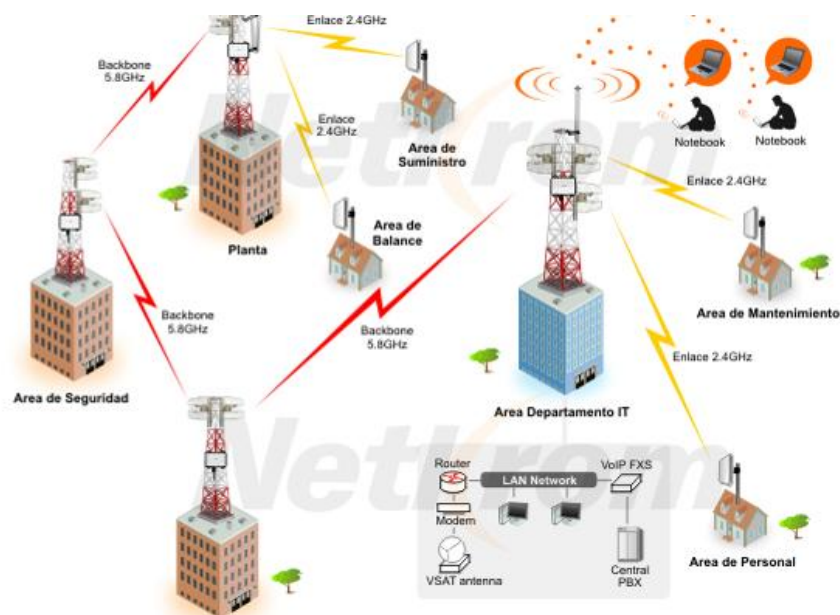 Enlace 2.4GHz
Backbone
5.8GHz
Enlace
2.4GHz
Area de
Suministro
Notebook
Notebook
Enlace 2.4GHz
Planta
Area de
Balance
Backbone
5.8GHz
Backbone
5.8GHz
Area de Mantenimiento
Enlace 2.4GHz
Area de Seguridad
Area Departamento IT
Router
LAN Network
VoIP FXS
Modem
VSAT antenna
Central
PBX
Area de Personal
Netkrom
Netkrom